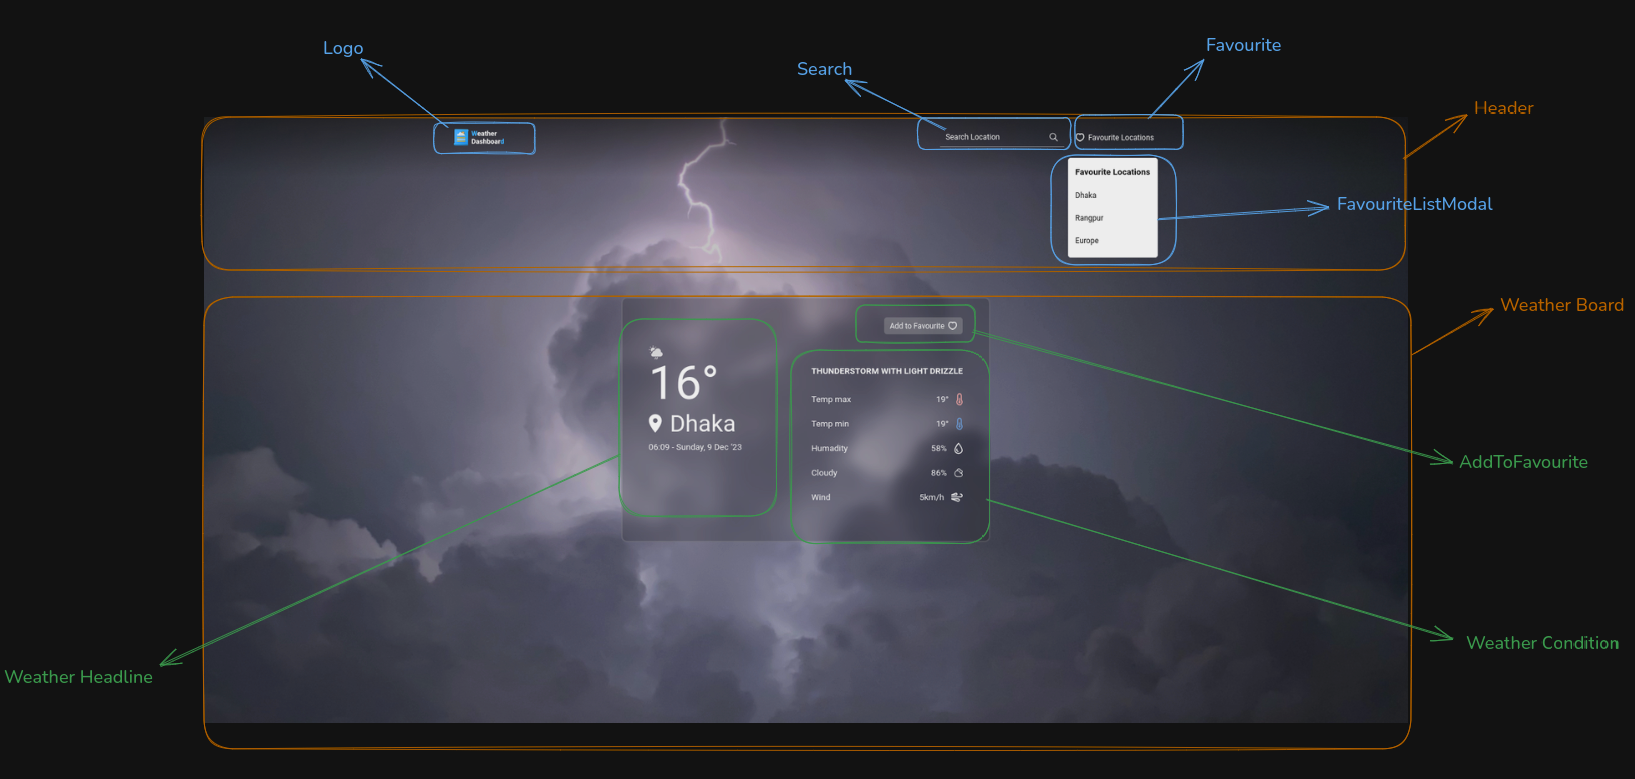 Logo
Search
Favourite
Header
Weather
Dashboard
Search Location
Favourite Locations
Favourite Locations
Dhaka
Rangpur
Europe
FavouriteListModal
Weather Board
Add to Favourite
16°
Dhaka
06:09 - Sunday, 9 Dec '23
THUNDERSTORM WITH LIGHT DRIZZLE
Temp max 19°
Temp min 19°
Humadity 58%
Cloudy 86%
Wind 5km/h
AddToFavourite
Weather Condition
Weather Headline